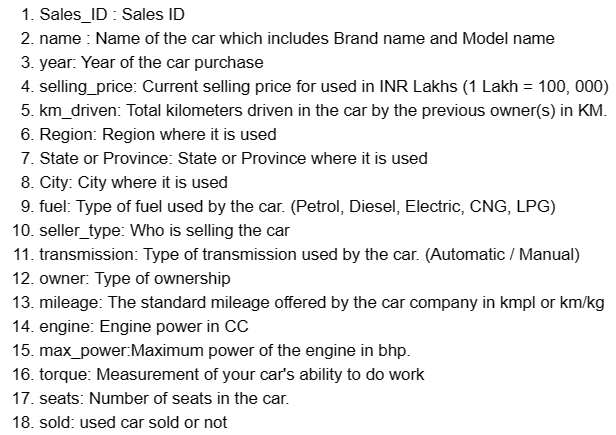 1. Sales_ID : Sales ID
2. name : Name of the car which includes Brand name and Model name
3. year: Year of the car purchase
4. selling_price: Current selling price for used in INR Lakhs (1 Lakh = 100, 000)
5. km_driven: Total kilometers driven in the car by the previous owner(s) in KM.
6. Region: Region where it is used
7. State or Province: State or Province where it is used
8. City: City where it is used
9. fuel: Type of fuel used by the car. (Petrol, Diesel, Electric, CNG, LPG)
10. seller_type: Who is selling the car
11. transmission: Type of transmission used by the car. (Automatic / Manual)
12. owner: Type of ownership
13. mileage: The standard mileage offered by the car company in kmpl or km/kg
14. engine: Engine power in CC
15. max_power:Maximum power of the engine in bhp.
16. torque: Measurement of your car's ability to do work
17. seats: Number of seats in the car.
18. sold: used car sold or not